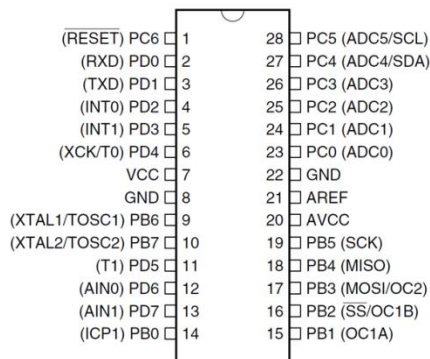 (RESET) PC6 1 28 PC5 (ADC5/SCL)
(RXD) PD0 2 27 PC4 (ADC4/SDA)
(TXD) PD1 3 26 PC3 (ADC3)
(INT0) PD2 4 25 PC2 (ADC2)
(INT1) PD3 5 24 PC1 (ADC1)
(XCK/T0) PD4 6 23 PC0 (ADC0)
VCC 7 22 GND
GND 8 21 AREF
(XTAL1/TOSC1) PB6 9 20 AVCC
(XTAL2/TOSC2) PB7 10 19 PB5 (SCK)
(T1) PD5 11 18 PB4 (MISO)
(AIN0) PD6 12 17 PB3 (MOSI/OC2)
(AIN1) PD7 13 16 PB2 (SS/OC1B)
(ICP1) PB0 14 15 PB1 (OC1A)